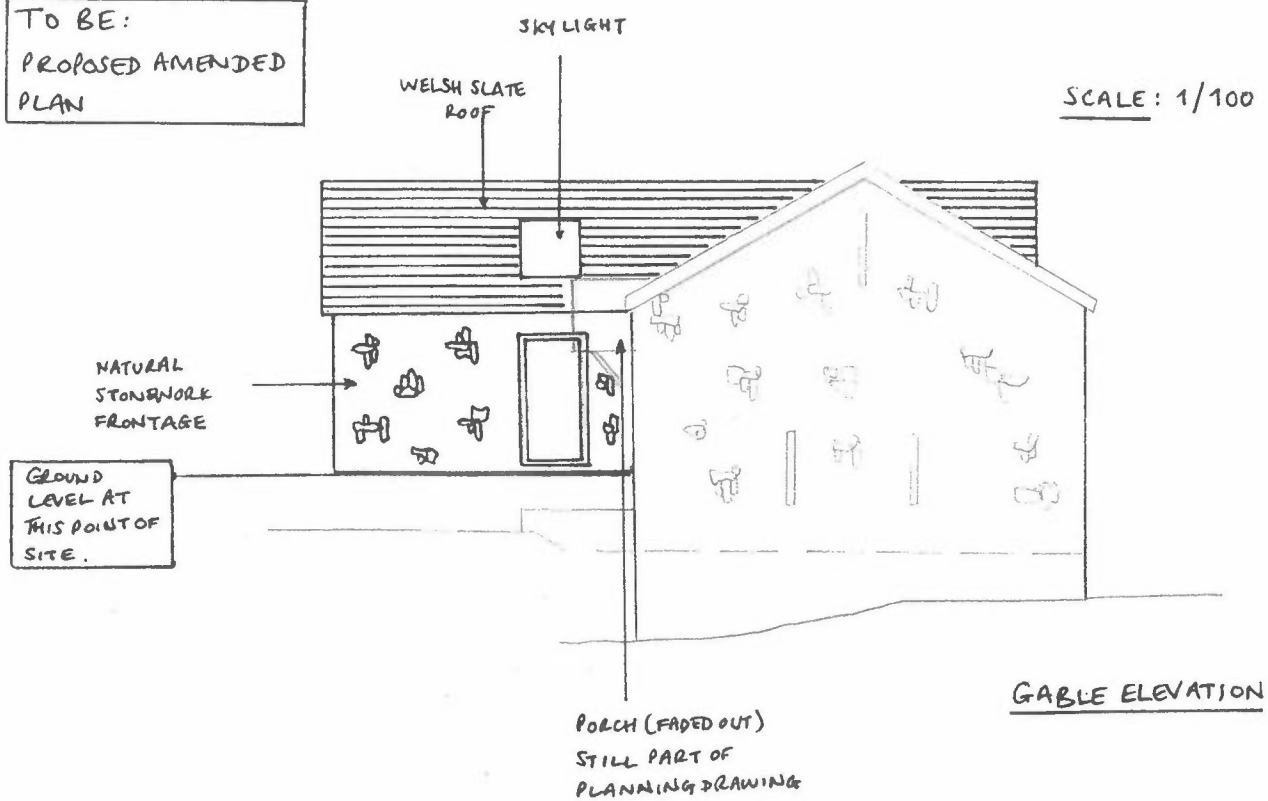 TO BE:
PROPOSED AMENDED
PLAN
SKYLIGHT
WELSH SLATE
ROOF
SCALE: 1/100
NATURAL
STONEWORK
FRONTAGE
GROUND
LEVEL AT
THIS POINT OF
SITE.
GABLE ELEVATION
PORCH (FADED OUT)
STILL PART OF
PLANNING DRAWING